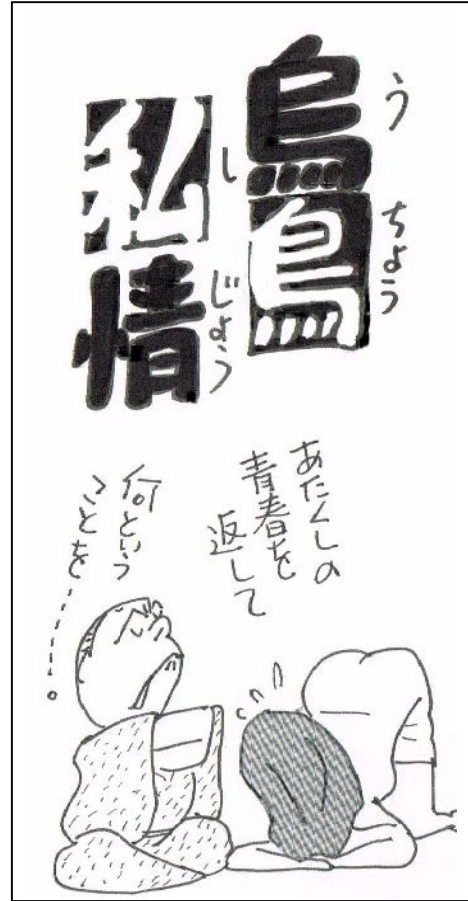 烏鳥
うちょう
私情
しじょう
あたくしの
青春を
返して
何という
ことを………。